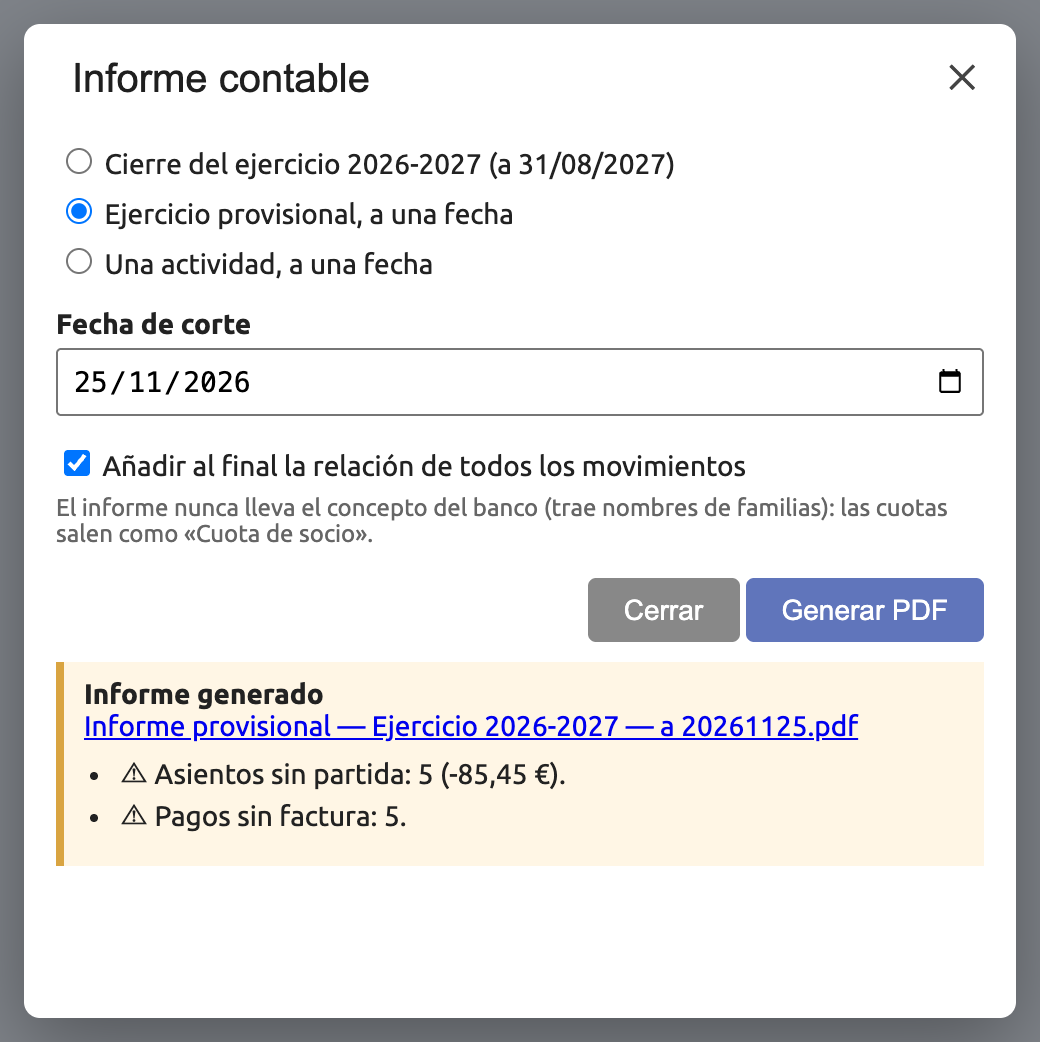 Informe contable
Cierre del ejercicio 2026-2027 (a 31/08/2027)
Ejercicio provisional, a una fecha
Una actividad, a una fecha
Fecha de corte
25/11/2026
Añadir al final la relación de todos los movimientos
El informe nunca lleva el concepto del banco (trae nombres de familias): las cuotas
salen como «Cuota de socio».
Cerrar
Generar PDF
Informe generado
Informe provisional — Ejercicio 2026-2027 — a 20261125.pdf
• ⚠ Asientos sin partida: 5 (-85,45 €).
• ⚠ Pagos sin factura: 5.